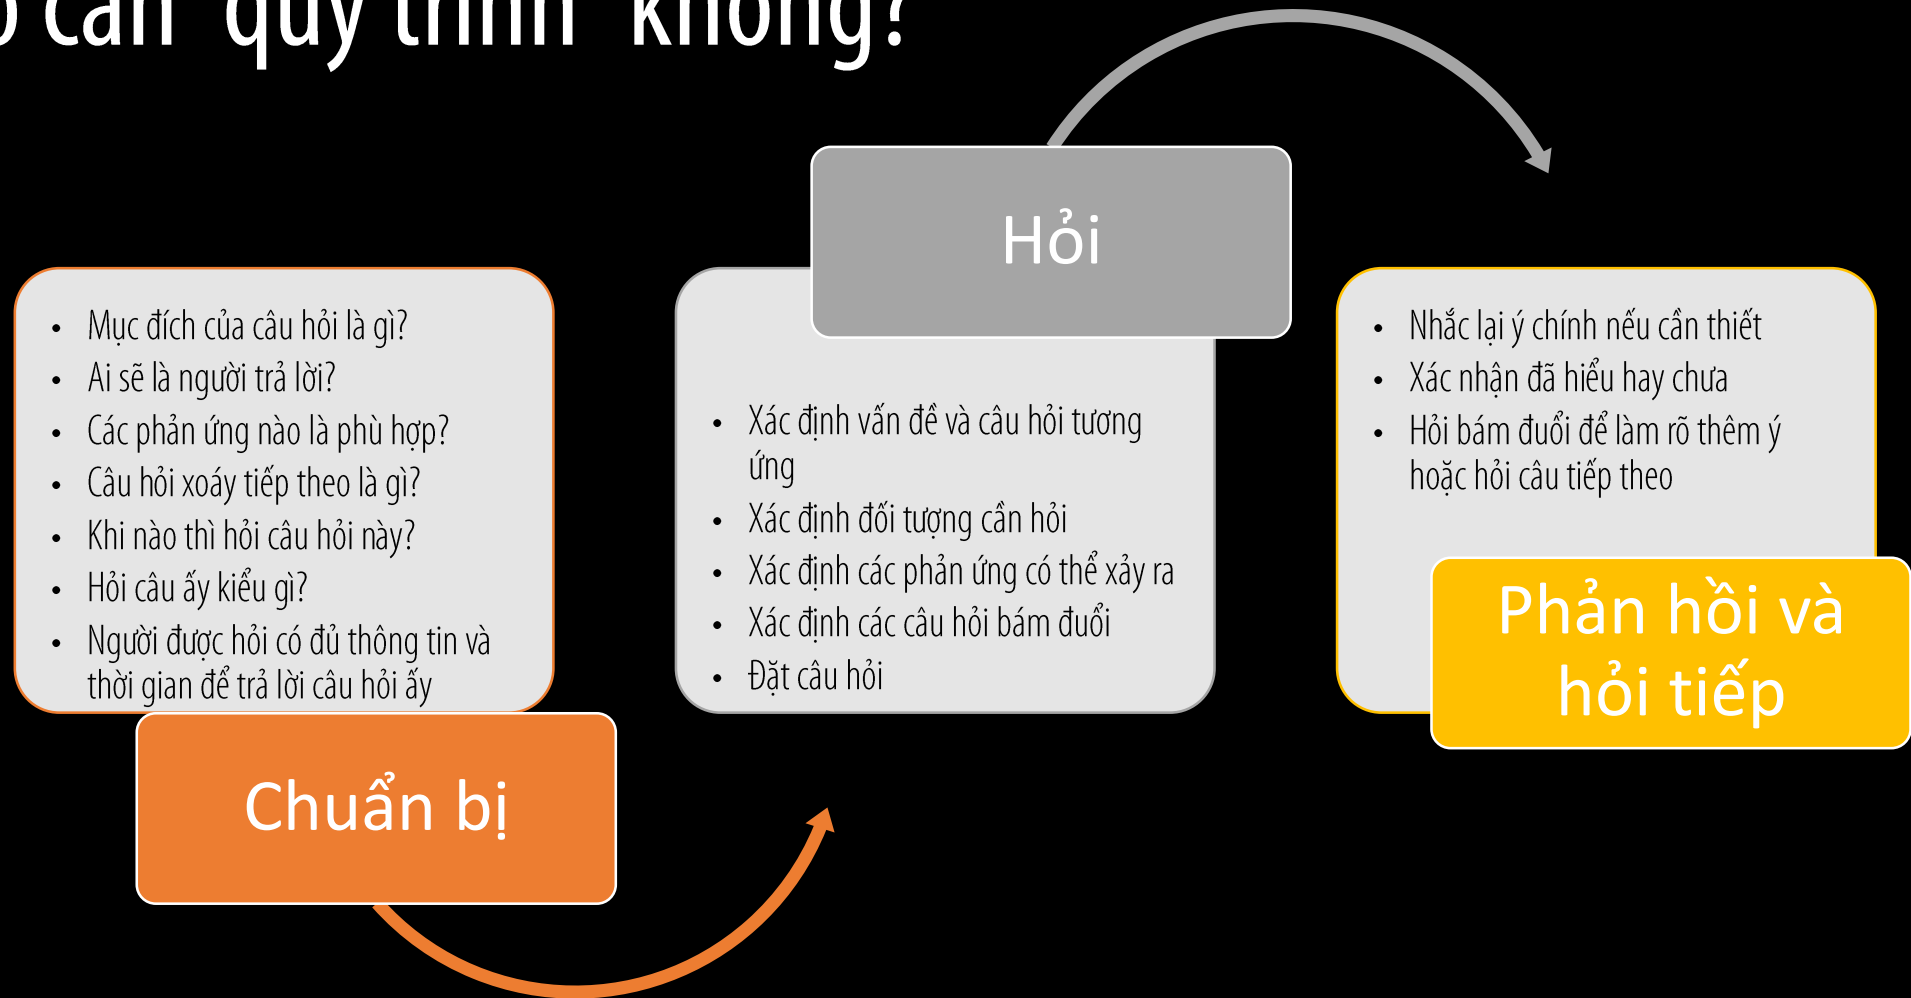 cần "quy trình" không?
Mục đích của câu hỏi là gì?
Ai sẽ là người trả lời?
Các phản ứng nào là phù hợp?
Câu hỏi xoáy tiếp theo là gì?
Khi nào thì hỏi câu hỏi này?
Hỏi câu ấy kiểu gì?
Người được hỏi có đủ thông tin và
thời gian để trả lời câu hỏi ấy
Chuẩn bị
Hỏi
Xác định vấn đề và câu hỏi tương
ứng
Xác định đối tượng cần hỏi
Xác định các phản ứng có thể xảy ra
Xác định các câu hỏi bám đuổi
Đặt câu hỏi
Nhắc lại ý chính nếu cần thiết
Xác nhận đã hiểu hay chưa
Hỏi bám đuổi để làm rõ thêm ý
hoặc hỏi câu tiếp theo
Phản hồi và
hỏi tiếp